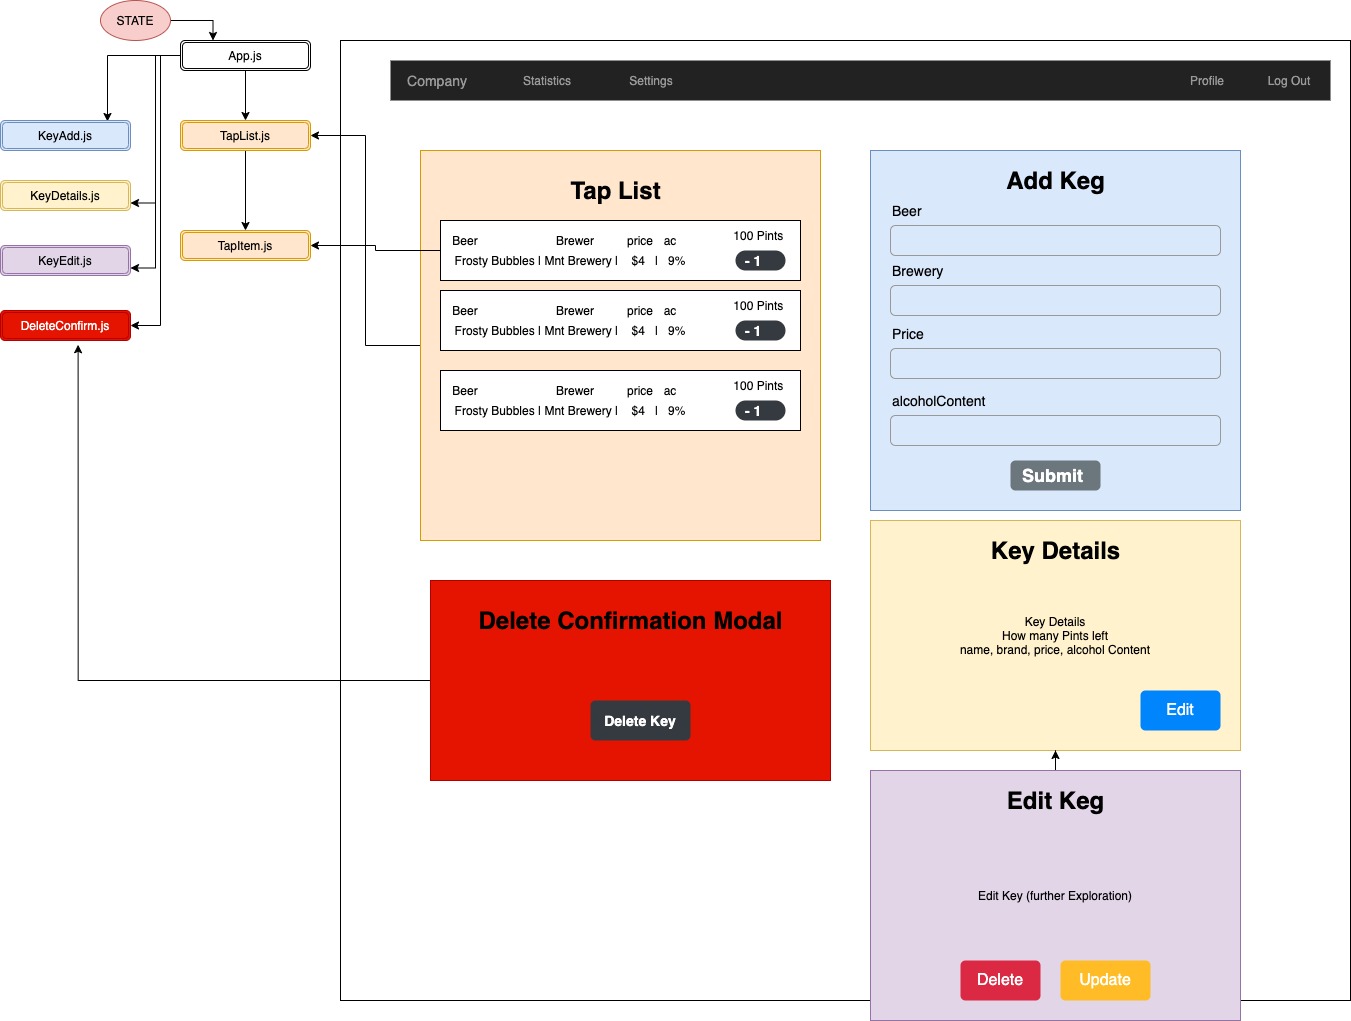 STATE
App.js
KeyAdd.js
TapList.js
KeyDetails.js
KeyEdit.js
TapItem.js
DeleteConfirm.js
Company Statistics Settings Profile Log Out
Tap List
Beer Brewer price ac 100 Pints
Frosty Bubbles | Mnt Brewery | $4 | 9% - 1
Beer Brewer price ac 100 Pints
Frosty Bubbles | Mnt Brewery | $4 | 9% - 1
Beer Brewer price ac 100 Pints
Frosty Bubbles | Mnt Brewery | $4 | 9% - 1
Add Keg
Beer
Brewery
Price
alcoholContent
Submit
Delete Confirmation Modal
Delete Key
Key Details
Key Details
How many Pints left
name, brand, price, alcohol Content
Edit
Edit Keg
Edit Key (further Exploration)
Delete Update